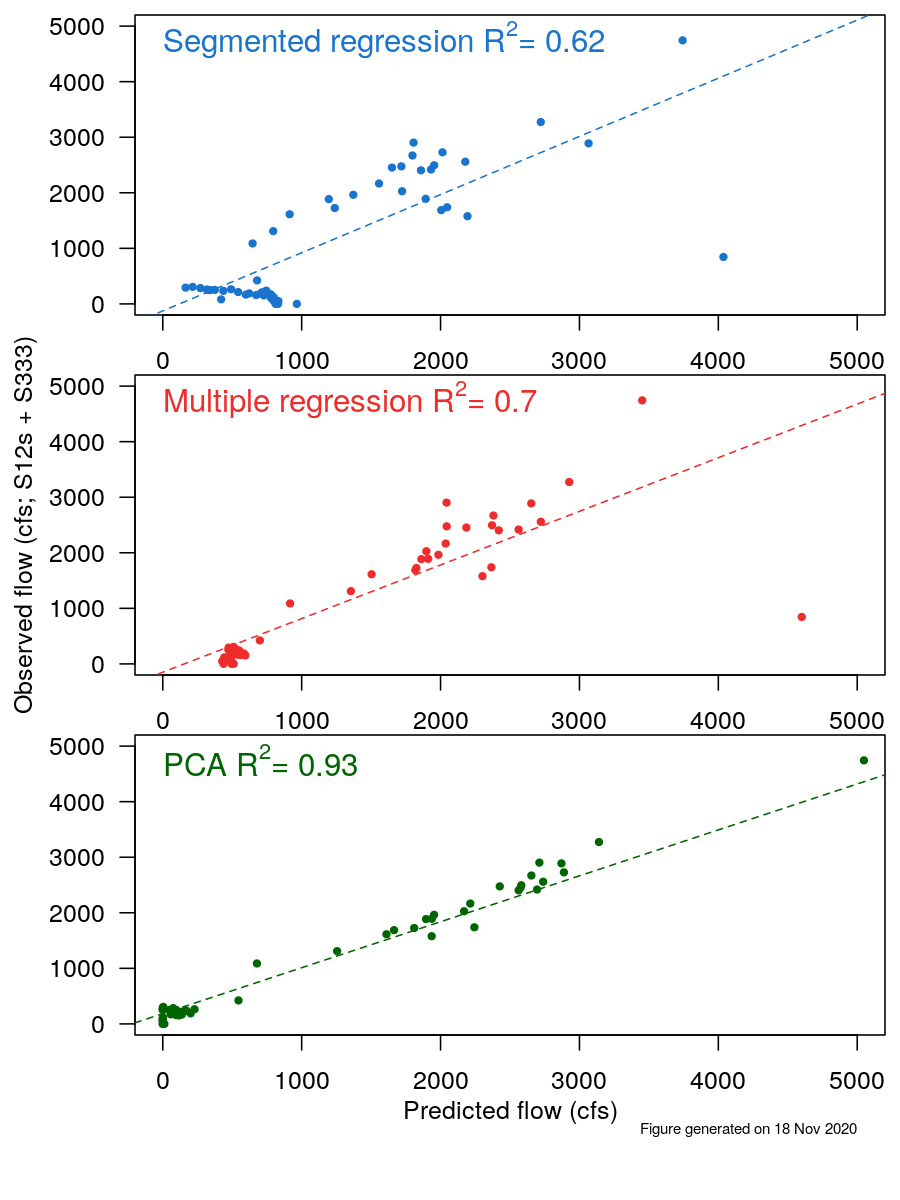 Segmented regression R²= 0.62
5000
4000
3000
2000
1000
0
0 1000 2000 3000 4000 5000
Multiple regression R²= 0.7
5000
4000
3000
2000
1000
0
0 1000 2000 3000 4000 5000
PCA R²= 0.93
5000
4000
3000
2000
1000
0
0 1000 2000 3000 4000 5000
Observed flow (cfs; S12s + S333)
Predicted flow (cfs)
Figure generated on 18 Nov 2020